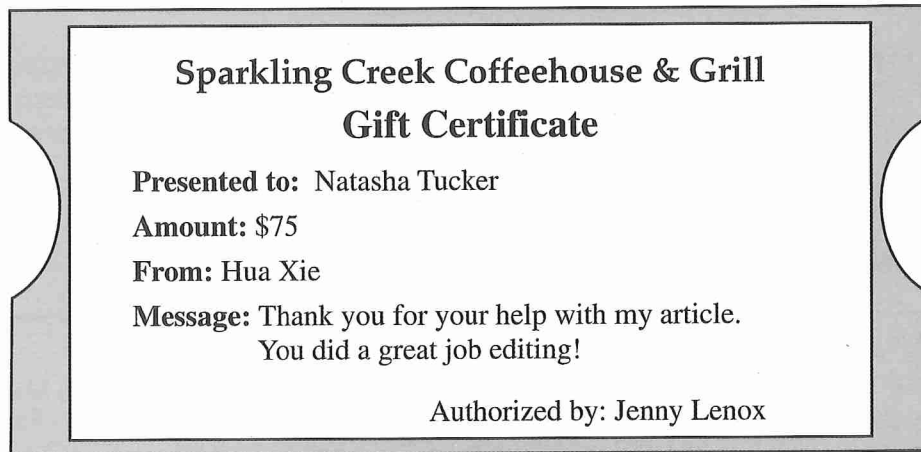 Sparkling Creek Coffeehouse & Grill
Gift Certificate
Presented to: Natasha Tucker
Amount: $75
From: Hua Xie
Message: Thank you for your help with my article.
You did a great job editing!
Authorized by: Jenny Lenox